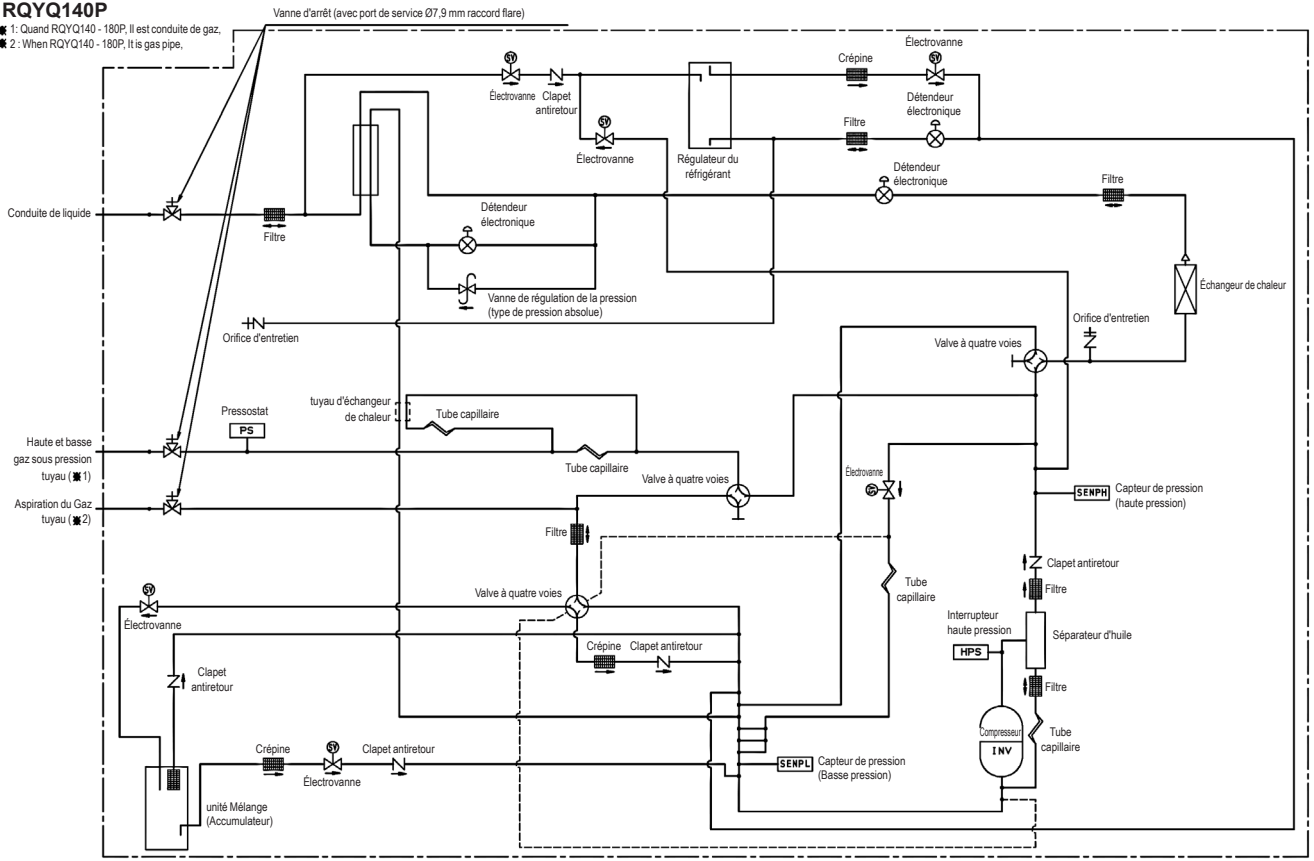 RQYQ140P
Vanne d'arrêt (avec port de service Ø7,9 mm raccord flare)
※ 1: Quand RQYQ140 - 180P, Il est conduite de gaz,
※ 2 : When RQYQ140 - 180P, It is gas pipe,
SV
Électrovanne
Clapet
antiretour
SV
Électrovanne
Régulateur du
réfrigérant
Crépine
Électrovanne
SV
Détendeur
électronique
Filtre
Détendeur
électronique
Filtre
Conduite de liquide
Filtre
Détendeur
électronique
Vanne de régulation de la pression
(type de pression absolue)
Échangeur de chaleur
Orifice d'entretien
Orifice d'entretien
Valve à quatre voies
tuyau d'échangeur
de chaleur
Tube capillaire
Pressostat
PS
Haute et basse
gaz sous pression
tuyau (※1)
Tube capillaire
Valve à quatre voies
Électrovanne
SV
SENPH
Capteur de pression
(haute pression)
Aspiration du Gaz
tuyau (※2)
Filtre
Clapet antiretour
Filtre
Tube
capillaire
Valve à quatre voies
SV
Électrovanne
Interrupteur
haute pression
HPS
Séparateur d'huile
Crépine
Clapet antiretour
Clapet
antiretour
Filtre
Compresseur
INV
Tube
capillaire
Crépine
SV
Électrovanne
Clapet antiretour
SENPL
Capteur de pression
(Basse pression)
unité Mélange
(Accumulateur)